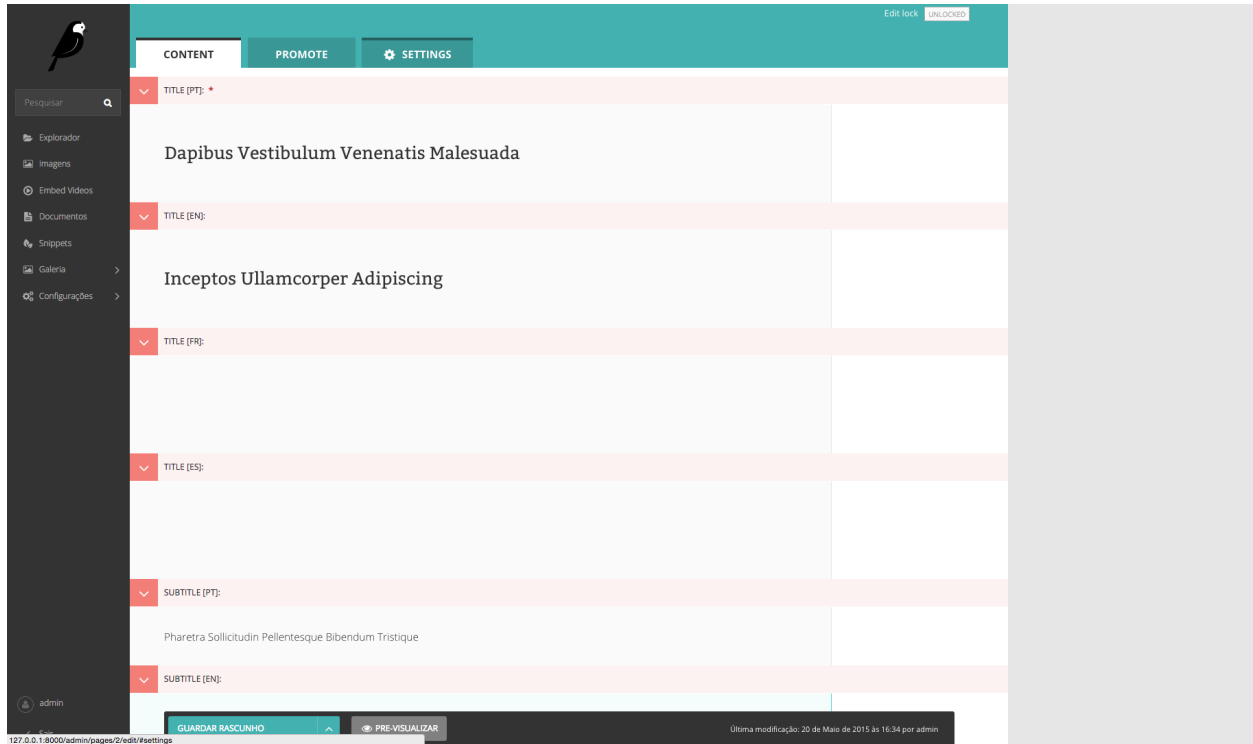 Edit lock UNLOCKED
CONTENT PROMOTE SETTINGS
Pesquisar
Explorador
Imagens
Embed Videos
Documentos
Snippets
Galeria
Configurações
admin
Sair
127.0.0.1:8000/admin/pages/2/edit/#settings
TITLE [PT]: *
Dapibus Vestibulum Venenatis Malesuada
TITLE [EN]:
Inceptos Ullamcorper Adipiscing
TITLE [FR]:
TITLE [ES]:
SUBTITLE [PT]:
Pharetra Sollicitudin Pellentesque Bibendum Tristique
SUBTITLE [EN]:
GUARDAR RASCUNHO PRE-VISUALIZAR Última modificação: 20 de Maio de 2015 às 16:34 por admin